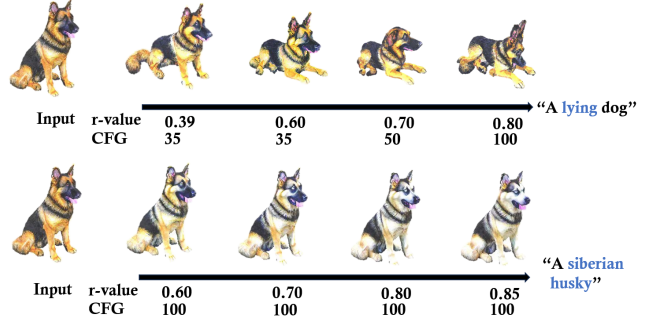 Input r-value 0.39 0.60 0.70 0.80 “A lying dog”
CFG 35 35 50 100
Input r-value 0.60 0.70 0.80 0.85 “A siberian
CFG 100 100 100 100 husky”